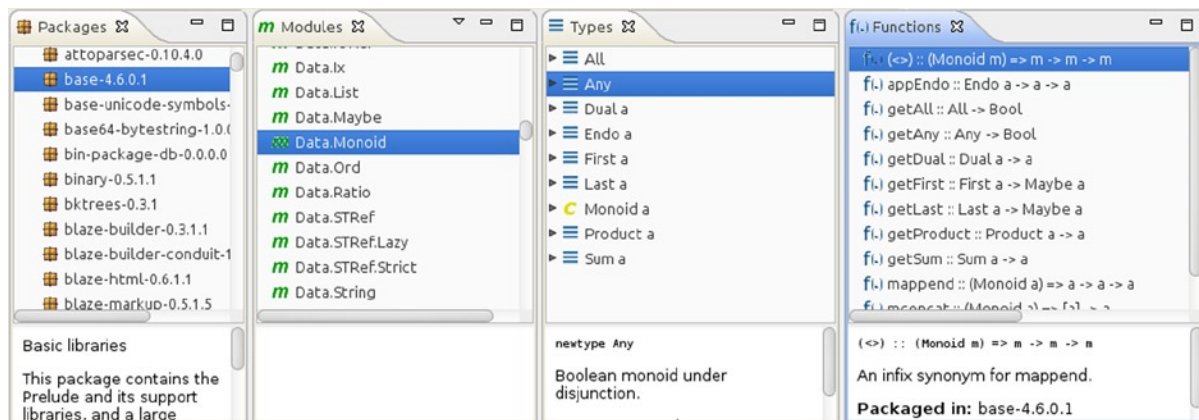 Packages
attoparsec-0.10.4.0
base-4.6.0.1
base-unicode-symbols-
base64-bytestring-1.0.0
bin-package-db-0.0.0.0
binary-0.5.1.1
bktrees-0.3.1
blaze-builder-0.3.1.1
blaze-builder-conduit-1
blaze-html-0.6.1.1
blaze-markup-0.5.1.5
Basic libraries
This package contains the
Prelude and its support
libraries, and a large
m Modules
m Data.Ix
m Data.List
m Data.Maybe
m Data.Monoid
m Data.Ord
m Data.Ratio
m Data.STRef
m Data.STRef.Lazy
m Data.STRef.Strict
m Data.String
Types
All
Any
Dual a
Endo a
First a
Last a
C Monoid a
Product a
Sum a
newtype Any
Boolean monoid under
disjunction.
f(.) Functions
f(.) (<>) :: (Monoid m) => m -> m -> m
f(.) appEndo :: Endo a -> a -> a
f(.) getAll :: All -> Bool
f(.) getAny :: Any -> Bool
f(.) getDual :: Dual a -> a
f(.) getFirst :: First a -> Maybe a
f(.) getLast :: Last a -> Maybe a
f(.) getProduct :: Product a -> a
f(.) getSum :: Sum a -> a
f(.) mappend :: (Monoid a) => a -> a -> a
f(.) mconcat :: (Monoid a) => [a] -> a
(<>) :: (Monoid m) => m -> m -> m
An infix synonym for mappend.
Packaged in: base-4.6.0.1